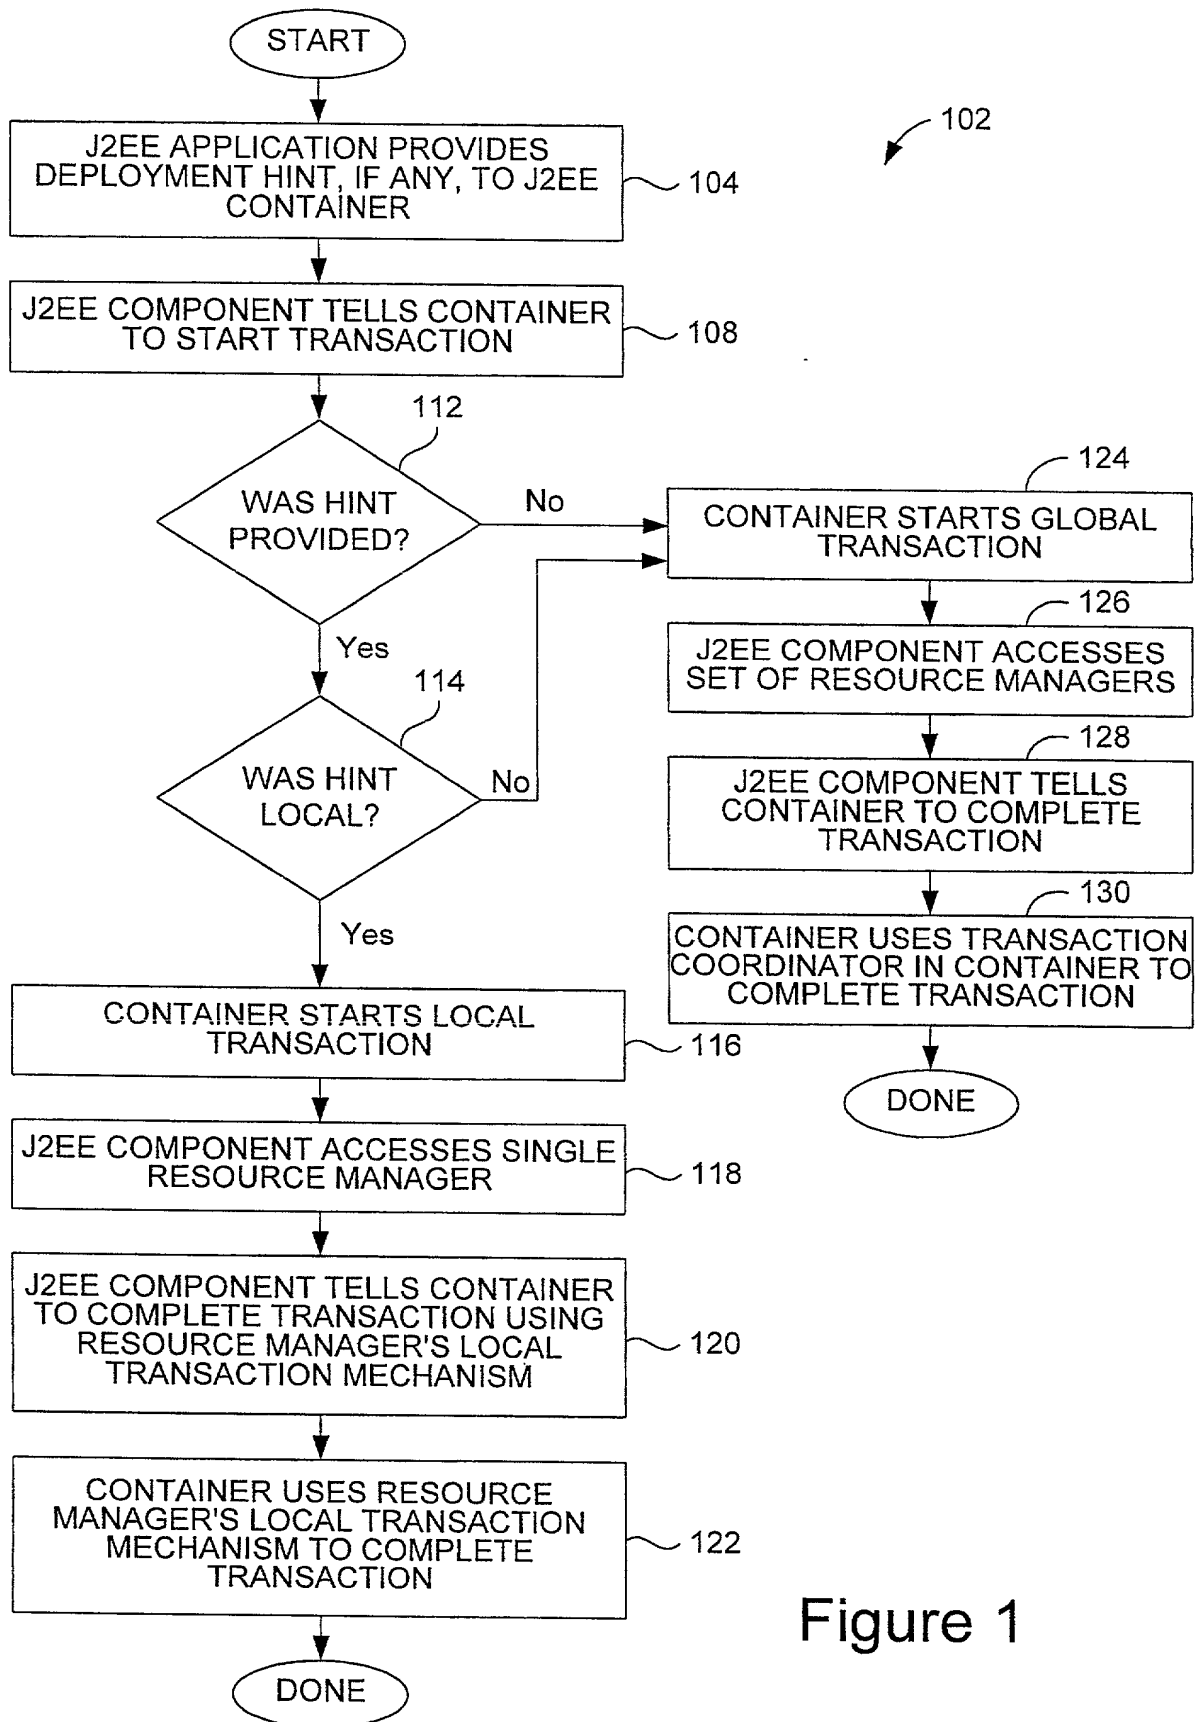 START
102
J2EE APPLICATION PROVIDES
DEPLOYMENT HINT, IF ANY, TO J2EE
CONTAINER
104
J2EE COMPONENT TELLS CONTAINER
TO START TRANSACTION
108
112
WAS HINT
PROVIDED?
No
Yes
114
WAS HINT
LOCAL?
No
Yes
CONTAINER STARTS LOCAL
TRANSACTION
116
J2EE COMPONENT ACCESSES SINGLE
RESOURCE MANAGER
118
J2EE COMPONENT TELLS CONTAINER
TO COMPLETE TRANSACTION USING
RESOURCE MANAGER'S LOCAL
TRANSACTION MECHANISM
120
CONTAINER USES RESOURCE
MANAGER'S LOCAL TRANSACTION
MECHANISM TO COMPLETE
TRANSACTION
122
DONE
124
CONTAINER STARTS GLOBAL
TRANSACTION
126
J2EE COMPONENT ACCESSES
SET OF RESOURCE MANAGERS
128
J2EE COMPONENT TELLS
CONTAINER TO COMPLETE
TRANSACTION
130
CONTAINER USES TRANSACTION
COORDINATOR IN CONTAINER TO
COMPLETE TRANSACTION
DONE
Figure 1